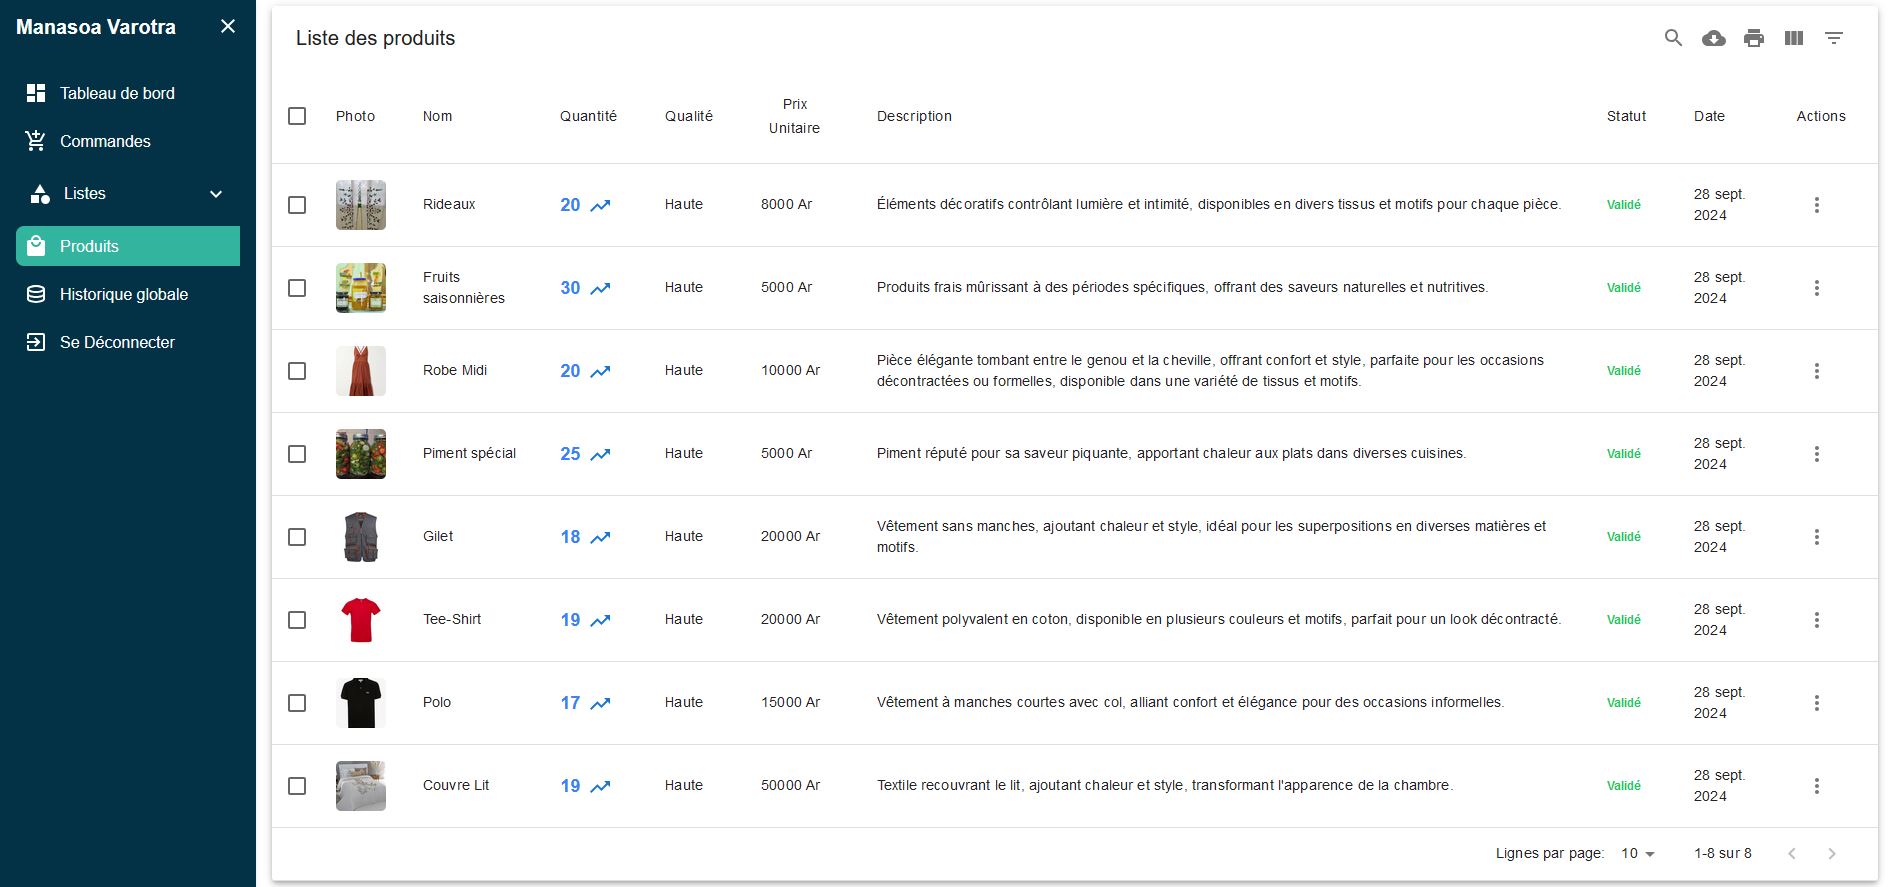 Manasoa Varotra
Tableau de bord
Commandes
Listes
Produits
Historique globale
Se Déconnecter
Liste des produits
Photo Nom Quantité Qualité Prix Unitaire Description Statut Date Actions
Rideaux 20 Haute 8000 Ar Éléments décoratifs contrôlant lumière et intimité, disponibles en divers tissus et motifs pour chaque pièce. Validé 28 sept.
2024
Fruits
saisonnières 30 Haute 5000 Ar Produits frais mûrissant à des périodes spécifiques, offrant des saveurs naturelles et nutritives. Validé 28 sept.
2024
Robe Midi 20 Haute 10000 Ar Pièce élégante tombant entre le genou et la cheville, offrant confort et style, parfaite pour les occasions
décontractées ou formelles, disponible dans une variété de tissus et motifs. Validé 28 sept.
2024
Piment spécial 25 Haute 5000 Ar Piment réputé pour sa saveur piquante, apportant chaleur aux plats dans diverses cuisines. Validé 28 sept.
2024
Gilet 18 Haute 20000 Ar Vêtement sans manches, ajoutant chaleur et style, idéal pour les superpositions en diverses matières et
motifs. Validé 28 sept.
2024
Tee-Shirt 19 Haute 20000 Ar Vêtement polyvalent en coton, disponible en plusieurs couleurs et motifs, parfait pour un look décontracté. Validé 28 sept.
2024
Polo 17 Haute 15000 Ar Vêtement à manches courtes avec col, alliant confort et élégance pour des occasions informelles. Validé 28 sept.
2024
Couvre Lit 19 Haute 50000 Ar Textile recouvrant le lit, ajoutant chaleur et style, transformant l'apparence de la chambre. Validé 28 sept.
2024
Lignes par page: 10 1-8 sur 8